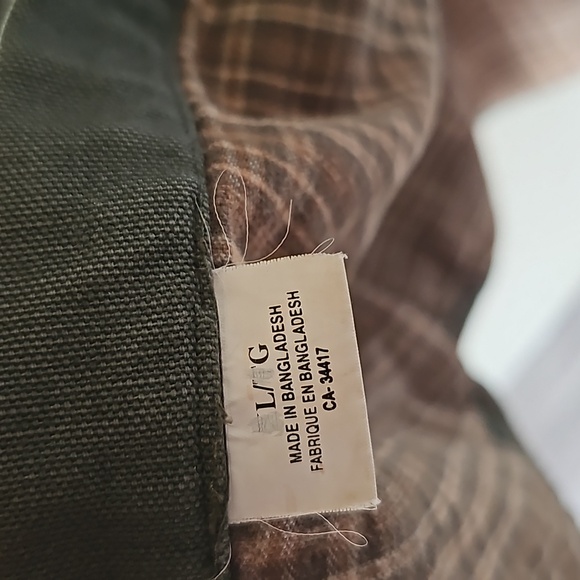 L/G
MADE IN BANGLADESH
FABRIQUE EN BANGLADESH
CA- 34417